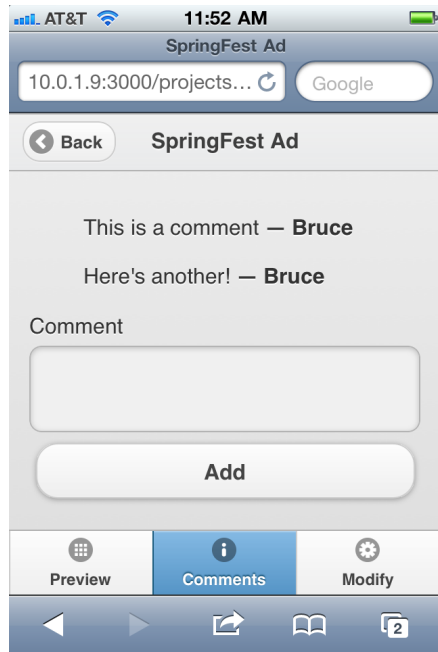 AT&T 11:52 AM
SpringFest Ad
10.0.1.9:3000/projects... Google
Back SpringFest Ad
This is a comment — Bruce
Here's another! — Bruce
Comment
Add
Preview Comments Modify
2